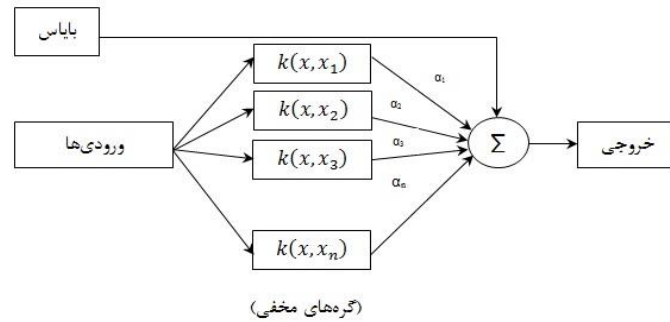 بایاس
k(x,x₁)
α₁
k(x,x₂)
α₂
ورودی‌ها
k(x,x₃)
α₃
Σ
خروجی
αₙ
k(x,xₙ)
(گره‌های مخفی)